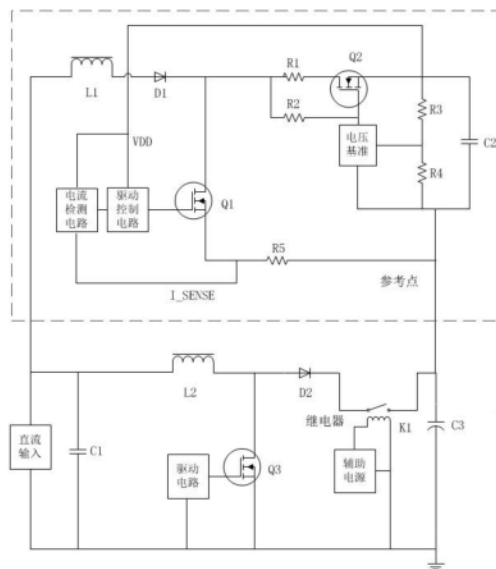 Q2
R1
L1
D1
R2
R3
VDD
电压
基准
C2
R4
电流
检测
电路
驱动
控制
电路
Q1
R5
I_SENSE
参考点
L2
D2
继电器
K1
C3
直流
输入
C1
驱动
电路
Q3
辅助
电源